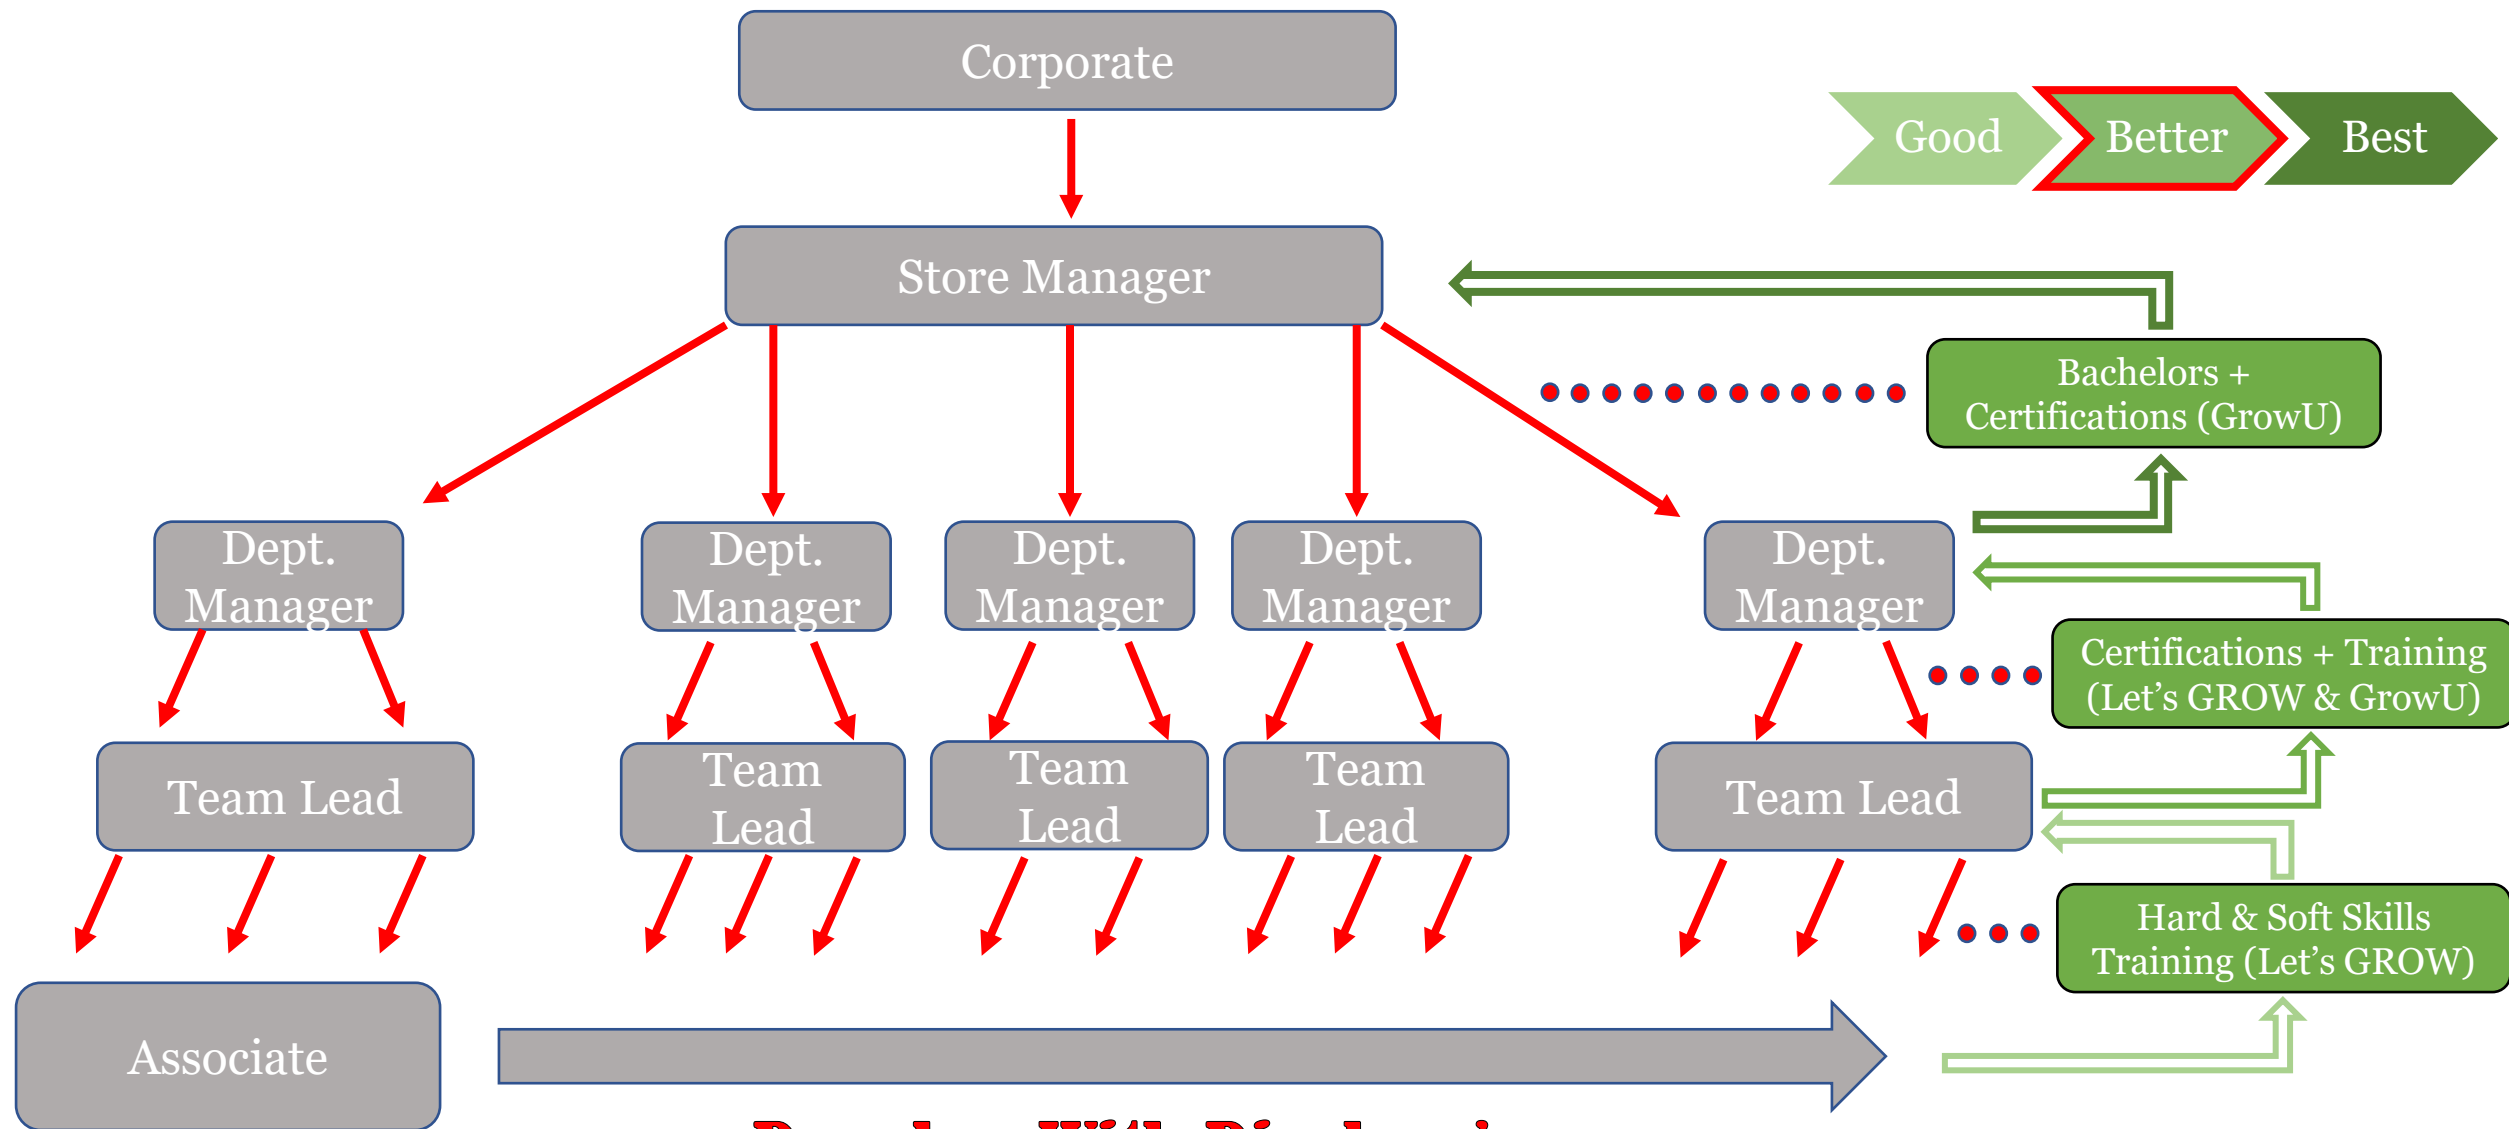 Corporate
Good
Better
Best
Store Manager
Bachelors +
Certifications (GrowU)
Dept.
Manager
Dept.
Manager
Dept.
Manager
Dept.
Manager
Dept.
Manager
Certifications + Training
(Let's GROW & GrowU)
Team Lead
Team
Lead
Team
Lead
Team
Lead
Team Lead
Hard & Soft Skills
Training (Let's GROW)
Associate